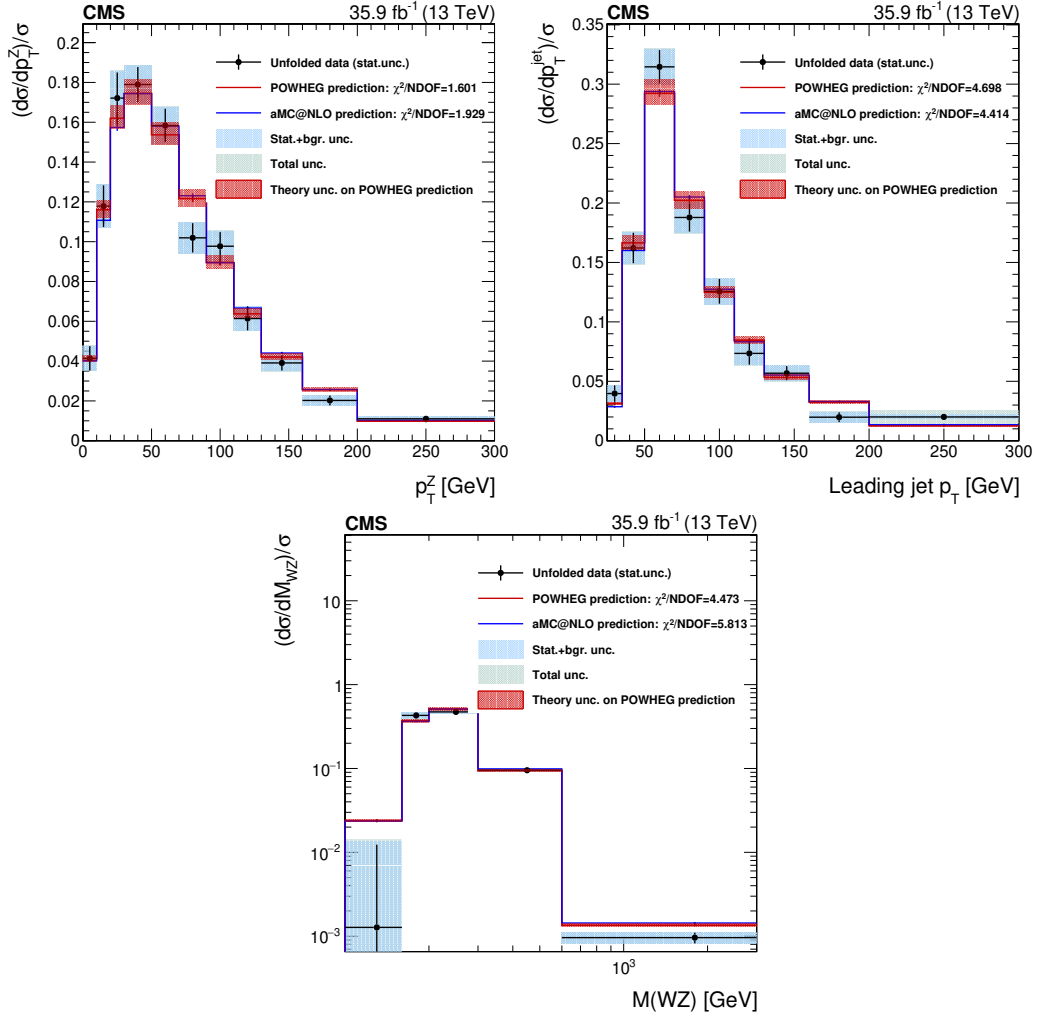 CMS 35.9 fb⁻¹ (13 TeV)
(dσ/dp_T^Z)/σ
0.2
0.18
0.16
0.14
0.12
0.1
0.08
0.06
0.04
0.02
0
Unfolded data (stat.unc.)
POWHEG prediction: χ²/NDOF=1.601
aMC@NLO prediction: χ²/NDOF=1.929
Stat.+bgr. unc.
Total unc.
Theory unc. on POWHEG prediction
0 50 100 150 200 250 300
p_T^Z [GeV]
CMS 35.9 fb⁻¹ (13 TeV)
(dσ/dp_T^jet)/σ
0.35
0.3
0.25
0.2
0.15
0.1
0.05
0
Unfolded data (stat.unc.)
POWHEG prediction: χ²/NDOF=4.698
aMC@NLO prediction: χ²/NDOF=4.414
Stat.+bgr. unc.
Total unc.
Theory unc. on POWHEG prediction
50 100 150 200 250 300
Leading jet p_T [GeV]
CMS 35.9 fb⁻¹ (13 TeV)
(dσ/dM_WZ)/σ
10
1
10⁻¹
10⁻²
10⁻³
Unfolded data (stat.unc.)
POWHEG prediction: χ²/NDOF=4.473
aMC@NLO prediction: χ²/NDOF=5.813
Stat.+bgr. unc.
Total unc.
Theory unc. on POWHEG prediction
10³
M(WZ) [GeV]